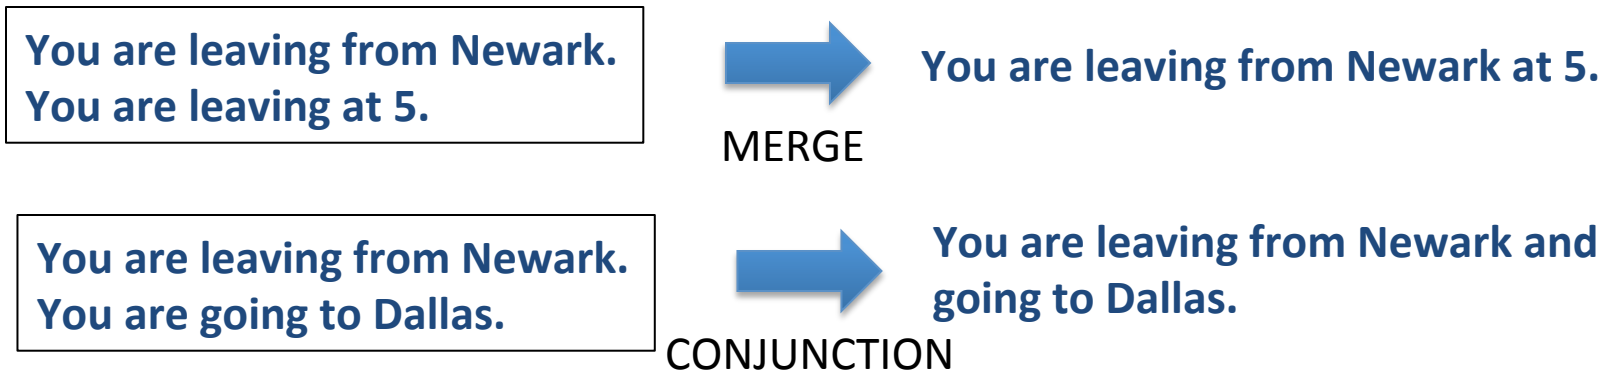 You are leaving from Newark.
You are leaving at 5.
MERGE
You are leaving from Newark at 5.
You are leaving from Newark.
You are going to Dallas.
CONJUNCTION
You are leaving from Newark and
going to Dallas.